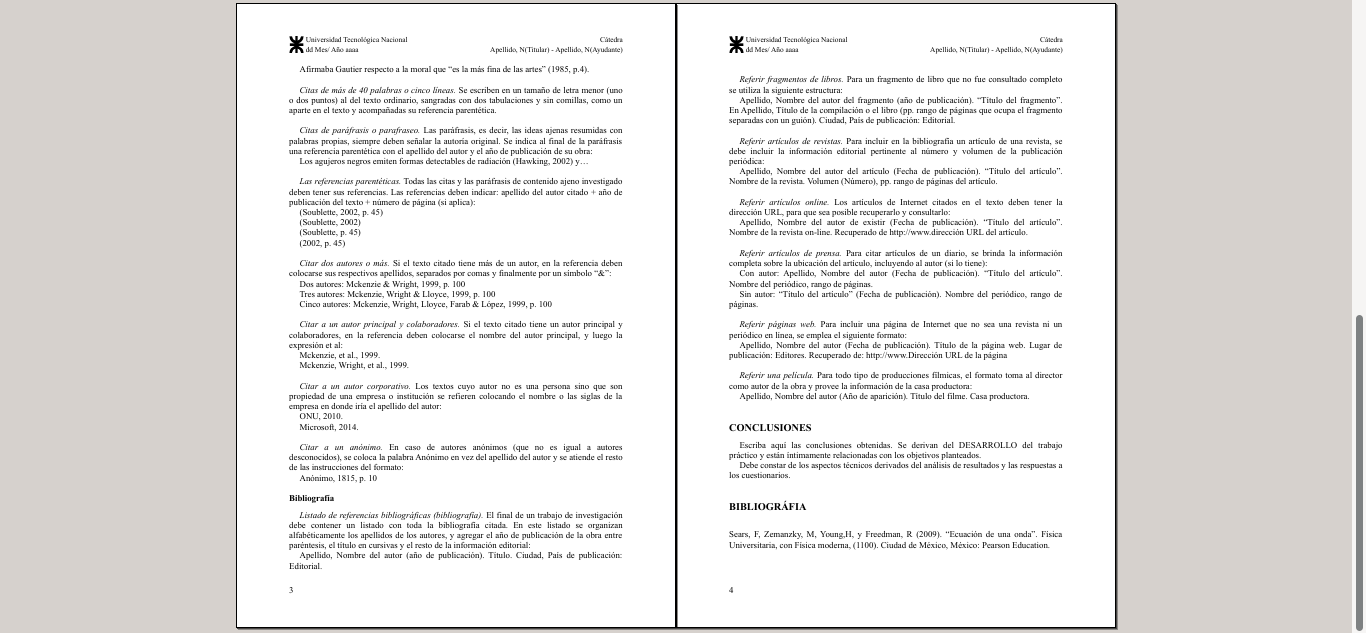 Universidad Tecnológica Nacional
dd Mes/ Año aaaa
Cátedra
Apellido, N(Titular) - Apellido, N(Ayudante)
Afirmaba Gautier respecto a la moral que “es la más fina de las artes” (1985, p.4).
Citas de más de 40 palabras o cinco líneas. Se escriben en un tamaño de letra menor (uno
o dos puntos) al del texto ordinario, sangradas con dos tabulaciones y sin comillas, como un
aparte en el texto y acompañadas su referencia parentética.
Citas de paráfrasis o parafraseo. Las paráfrasis, es decir, las ideas ajenas resumidas con
palabras propias, siempre deben señalar la autoría original. Se indica al final de la paráfrasis
una referencia parentética con el apellido del autor y el año de publicación de su obra:
Los agujeros negros emiten formas detectables de radiación (Hawking, 2002) y…
Las referencias parentéticas. Todas las citas y las paráfrasis de contenido ajeno investigado
deben tener sus referencias. Las referencias deben indicar: apellido del autor citado + año de
publicación del texto + número de página (si aplica):
(Soublette, 2002, p. 45)
(Soublette, 2002)
(Soublette, p. 45)
(2002, p. 45)
Citar dos autores o más. Si el texto citado tiene más de un autor, en la referencia deben
colocarse sus respectivos apellidos, separados por comas y finalmente por un símbolo “&”:
Dos autores: Mckenzie & Wright, 1999, p. 100
Tres autores: Mckenzie, Wright & Lloyce, 1999, p. 100
Cinco autores: Mckenzie, Wright, Lloyce, Farab & López, 1999, p. 100
Citar a un autor principal y colaboradores. Si el texto citado tiene un autor principal y
colaboradores, en la referencia deben colocarse el nombre del autor principal, y luego la
expresión et al:
Mckenzie, et al., 1999.
Mckenzie, Wright, et al., 1999.
Citar a un autor corporativo. Los textos cuyo autor no es una persona sino que son
propiedad de una empresa o institución se refieren colocando el nombre o las siglas de la
empresa en donde iría el apellido del autor:
ONU, 2010.
Microsoft, 2014.
Citar a un anónimo. En caso de autores anónimos (que no es igual a autores
desconocidos), se coloca la palabra Anónimo en vez del apellido del autor y se atiende el resto
de las instrucciones del formato:
Anónimo, 1815, p. 10
Bibliografía
Listado de referencias bibliográficas (bibliografía). El final de un trabajo de investigación
debe contener un listado con toda la bibliografía citada. En este listado se organizan
alfabéticamente los apellidos de los autores, y agregar el año de publicación de la obra entre
paréntesis, el título en cursivas y el resto de la información editorial:
Apellido, Nombre del autor (año de publicación). Título. Ciudad, País de publicación:
Editorial.
3
Universidad Tecnológica Nacional
dd Mes/ Año aaaa
Cátedra
Apellido, N(Titular) - Apellido, N(Ayudante)
Referir fragmentos de libros. Para un fragmento de libro que no fue consultado completo
se utiliza la siguiente estructura:
Apellido, Nombre del autor del fragmento (año de publicación). “Título del fragmento”.
En Apellido, Título de la compilación o el libro (pp. rango de páginas que ocupa el fragmento
separadas con un guión). Ciudad, País de publicación: Editorial.
Referir artículos de revistas. Para incluir en la bibliografía un artículo de una revista, se
debe incluir la información editorial pertinente al número y volumen de la publicación
periódica:
Apellido, Nombre del autor del artículo (Fecha de publicación). “Título del artículo”.
Nombre de la revista. Volumen (Número), pp. rango de páginas del artículo.
Referir artículos online. Los artículos de Internet citados en el texto deben tener la
dirección URL, para que sea posible recuperarlo y consultarlo:
Apellido, Nombre del autor de existir (Fecha de publicación). “Título del artículo”.
Nombre de la revista on-line. Recuperado de http://www.dirección URL del artículo.
Referir artículos de prensa. Para citar artículos de un diario, se brinda la información
completa sobre la ubicación del artículo, incluyendo al autor (si lo tiene):
Con autor: Apellido, Nombre del autor (Fecha de publicación). “Título del artículo”.
Nombre del periódico, rango de páginas.
Sin autor: “Título del artículo” (Fecha de publicación). Nombre del periódico, rango de
páginas.
Referir páginas web. Para incluir una página de Internet que no sea una revista ni un
periódico en línea, se emplea el siguiente formato:
Apellido, Nombre del autor (Fecha de publicación). Título de la página web. Lugar de
publicación: Editores. Recuperado de: http://www.Dirección URL de la página
Referir una película. Para todo tipo de producciones fílmicas, el formato toma al director
como autor de la obra y provee la información de la casa productora:
Apellido, Nombre del autor (Año de aparición). Título del filme. Casa productora.
CONCLUSIONES
Escriba aquí las conclusiones obtenidas. Se derivan del DESARROLLO del trabajo
práctico y están íntimamente relacionadas con los objetivos planteados.
Debe constar de los aspectos técnicos derivados del análisis de resultados y las respuestas a
los cuestionarios.
BIBLIOGRÁFIA
Sears, F, Zemanzky, M, Young,H, y Freedman, R (2009). “Ecuación de una onda”. Física
Universitaria, con Física moderna, (1100). Ciudad de México, México: Pearson Education.
4